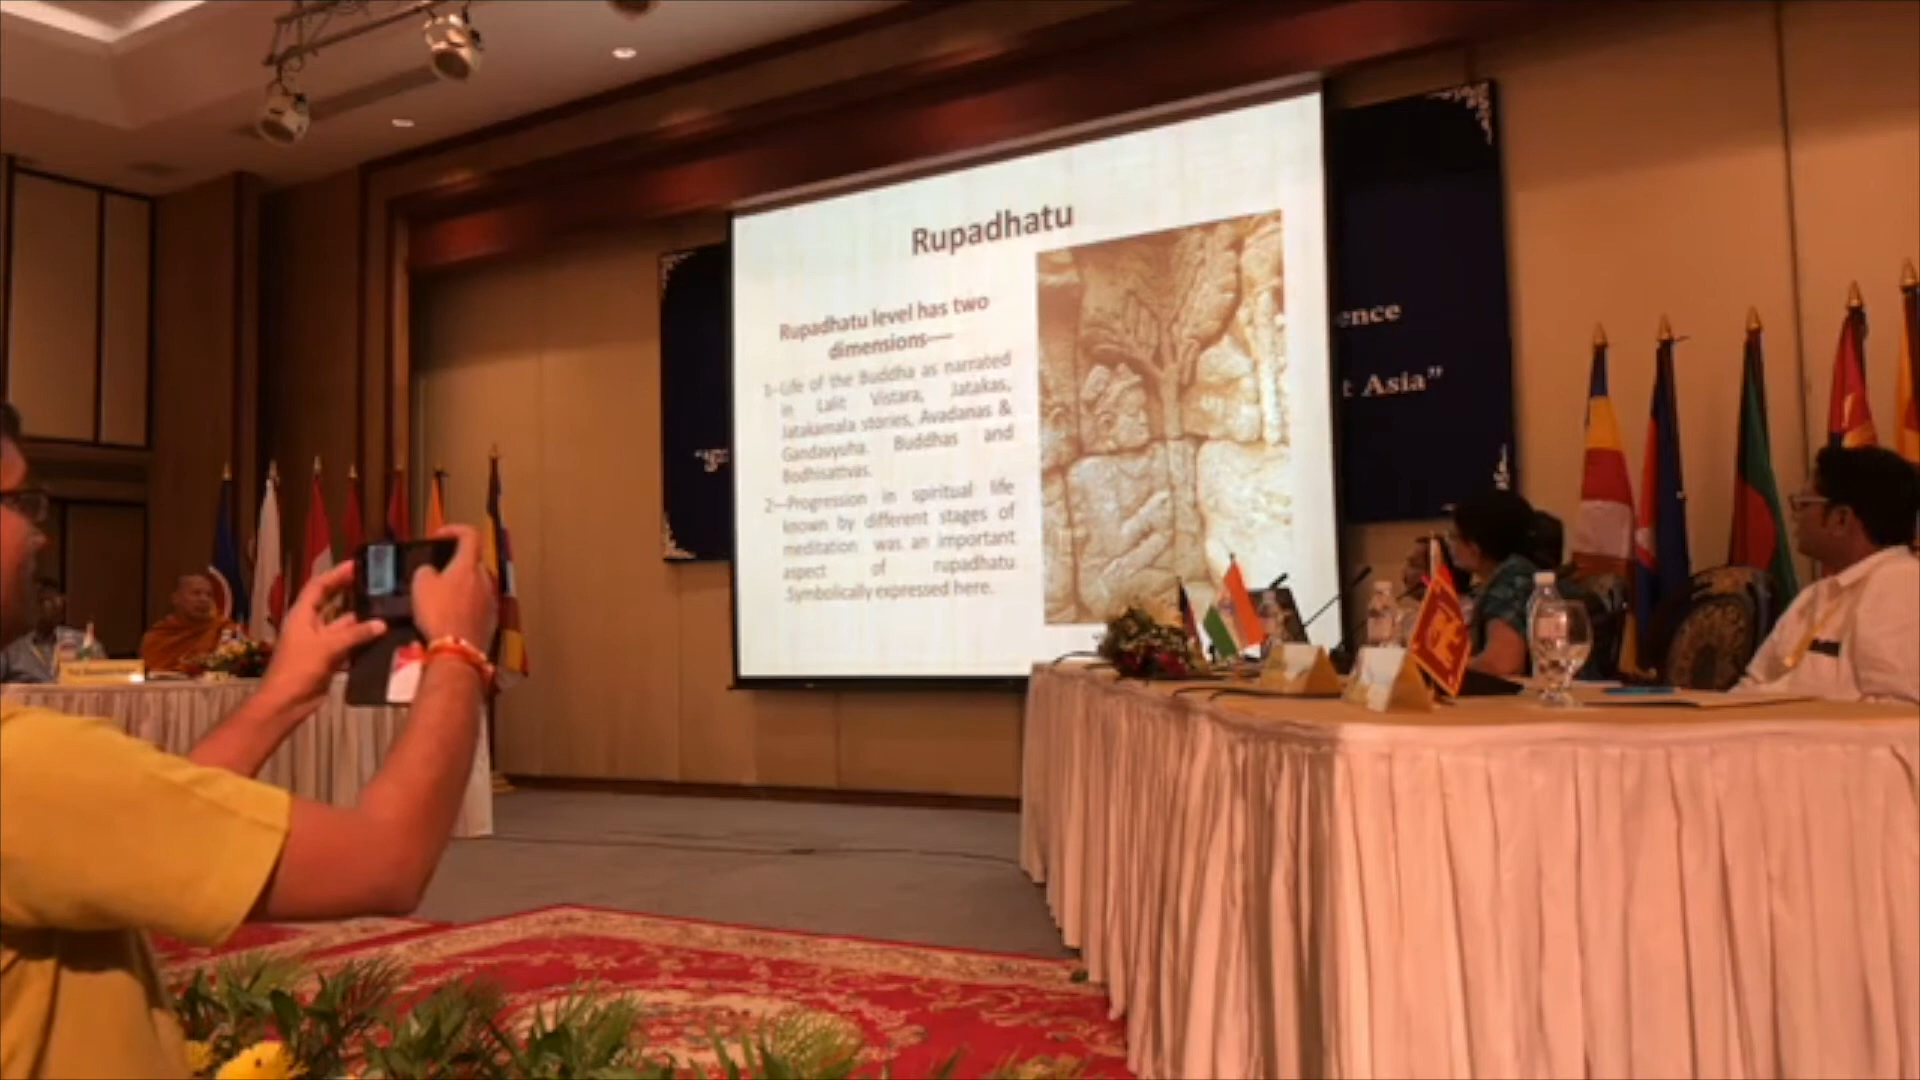 Rupadhatu
Rupadhatu level has two
dimensions—
1-Life of the Buddha as narrated
in Lalit Vistara, Jatakas,
Jatakamala stories, Avadanas &
Gandavyuha. Buddhas and
Bodhisattvas.
2—Progression in spiritual life
known by different stages of
meditation was an important
aspect of rupadhatu
.Symbolically expressed here.
ence
t Asia”